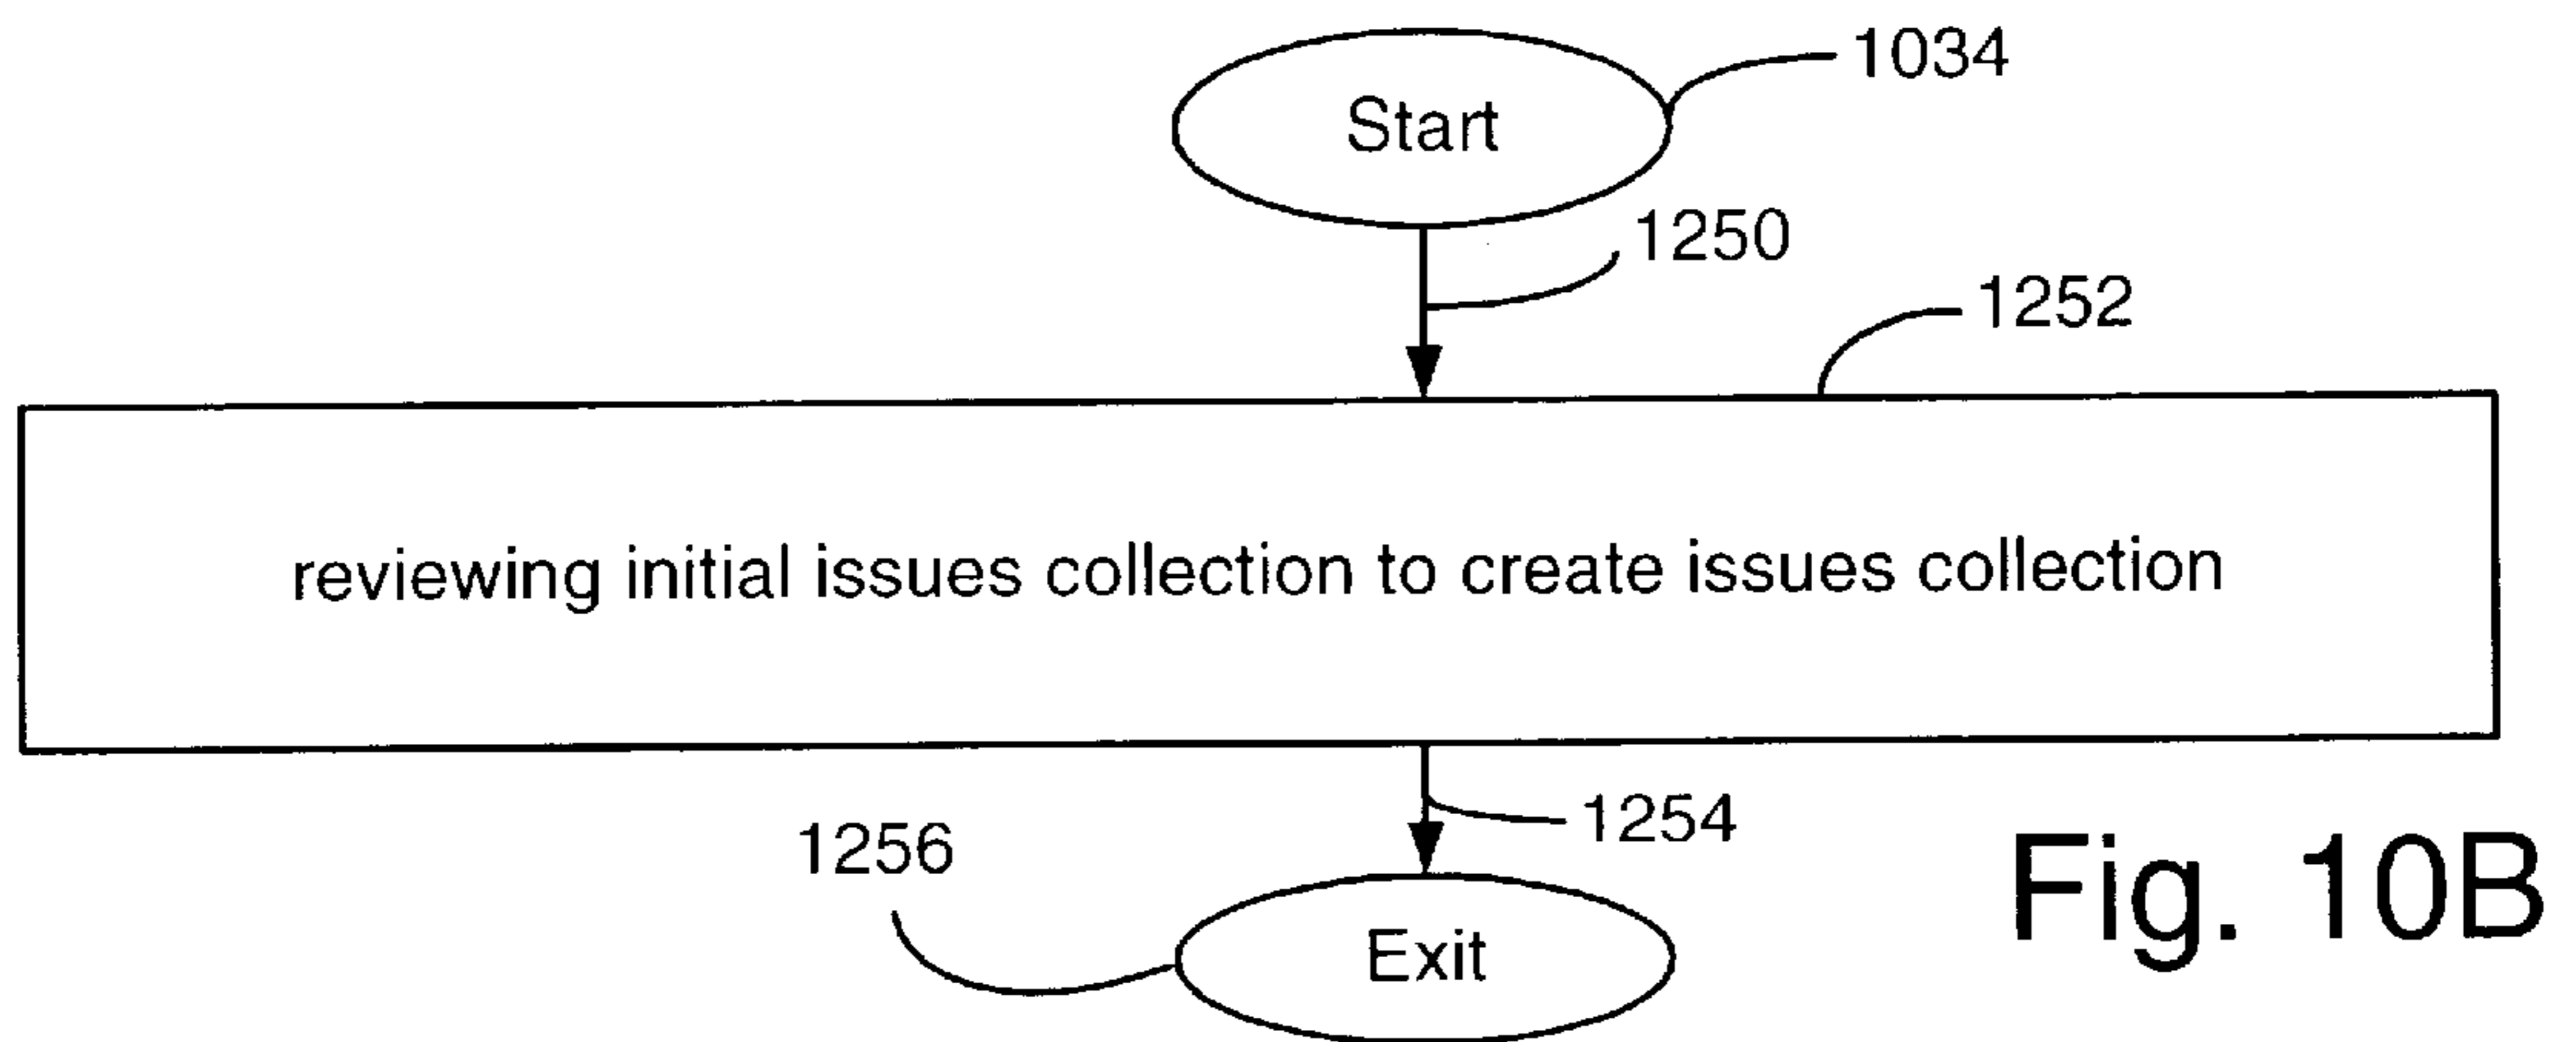 1034
Start
1250
1252
reviewing initial issues collection to create issues collection
1254
1256
Fig. 10B
Exit